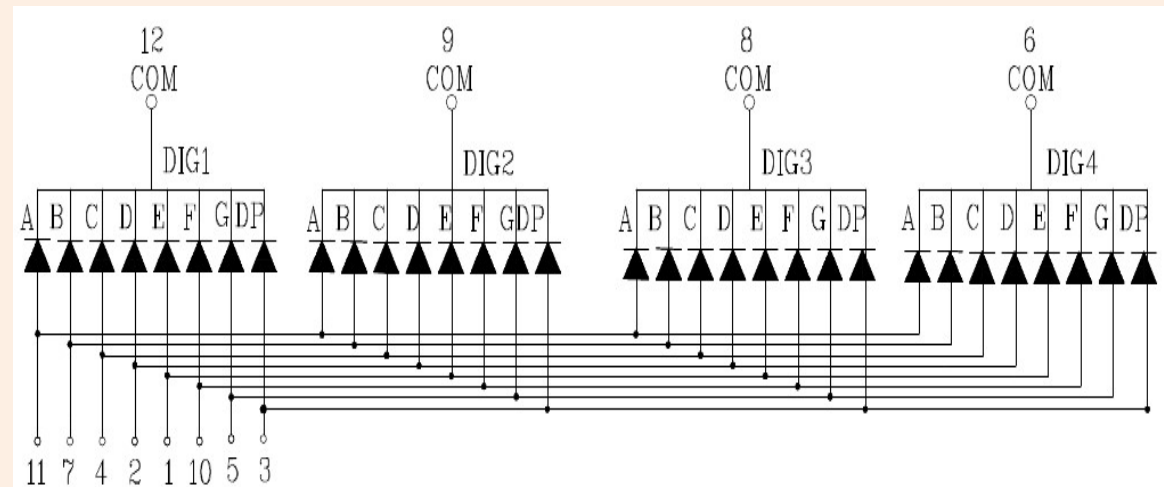 12 9 8 6
COM COM COM COM
DIG1 DIG2 DIG3 DIG4
A B C D E F G DP A B C D E F G DP A B C D E F G DP A B C D E F G DP
11 7 4 2 1 10 5 3